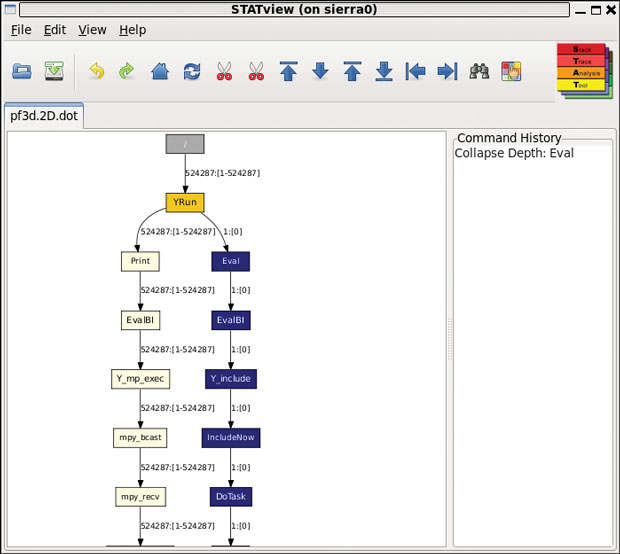 STATview (on sierra0)
File Edit View
Stack
Trace
Analysis
Tool
pf3d.2D.dot
Command History
Collapse Depth: Eval
/
524287:[1-524287]
YRun
524287:[1-524287] 1:[0]
Print Eval
524287:[1-524287] 1:[0]
EvalBI EvalBI
524287:[1-524287] 1:[0]
Y_mp_exec Y_include
524287:[1-524287] 1:[0]
mpy_bcast IncludeNow
524287:[1-524287] 1:[0]
mpy_recv DoTask
524287:[1-524287] 1:[0]